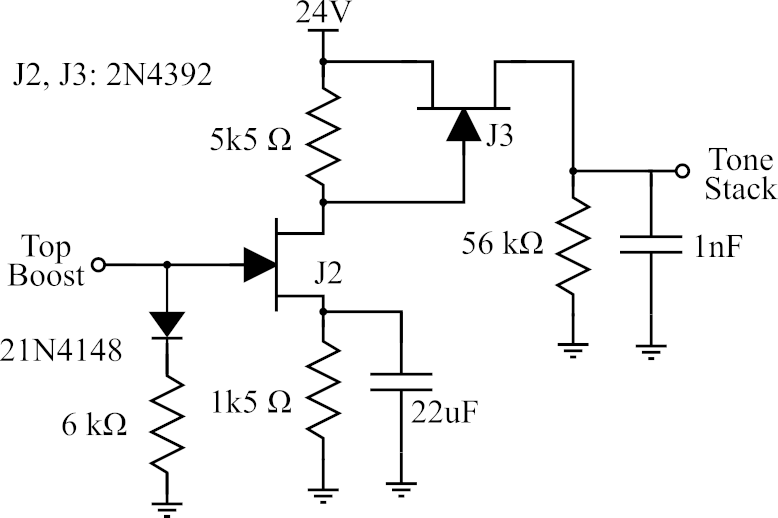 24V
J2, J3: 2N4392
5k5 Ω
J3
Tone
Stack
Top
Boost
J2
56 kΩ
1nF
21N4148
1k5 Ω
22uF
6 kΩ